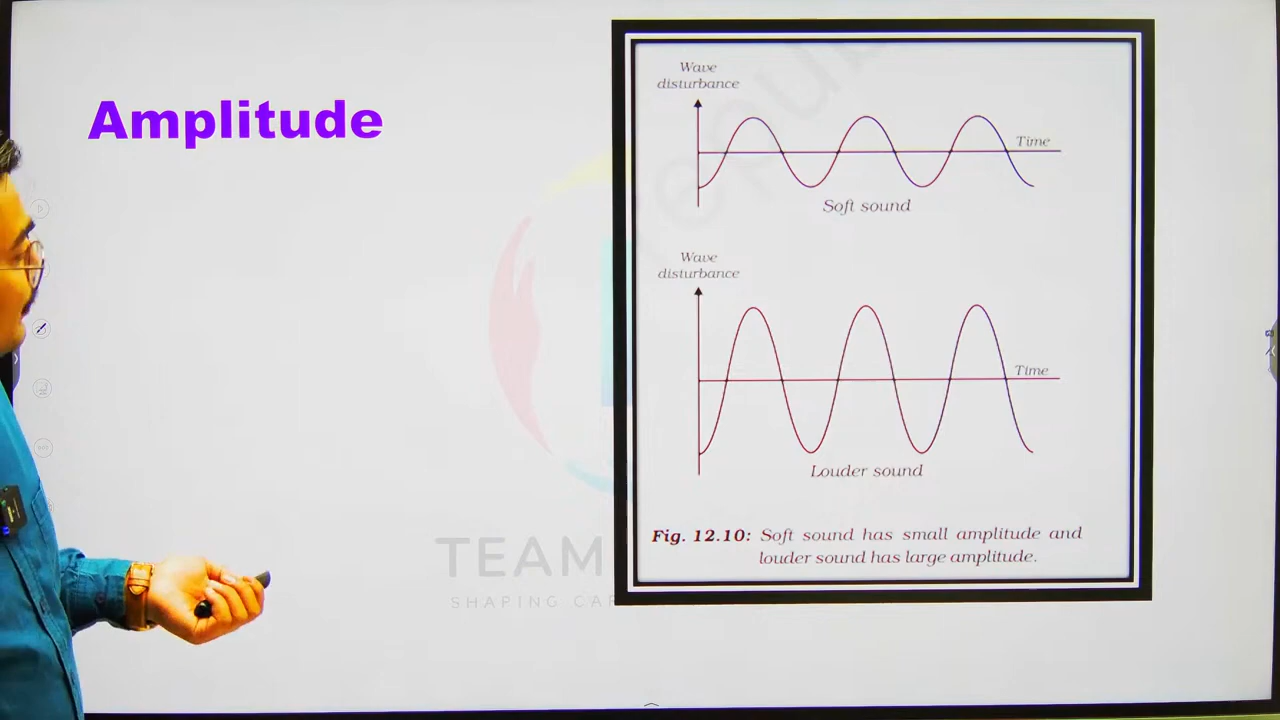 Amplitude
Wave
disturbance
Time
Soft sound
Wave
disturbance
Time
Louder sound
Fig. 12.10: Soft sound has small amplitude and
louder sound has large amplitude.
TEAM
SHAPING